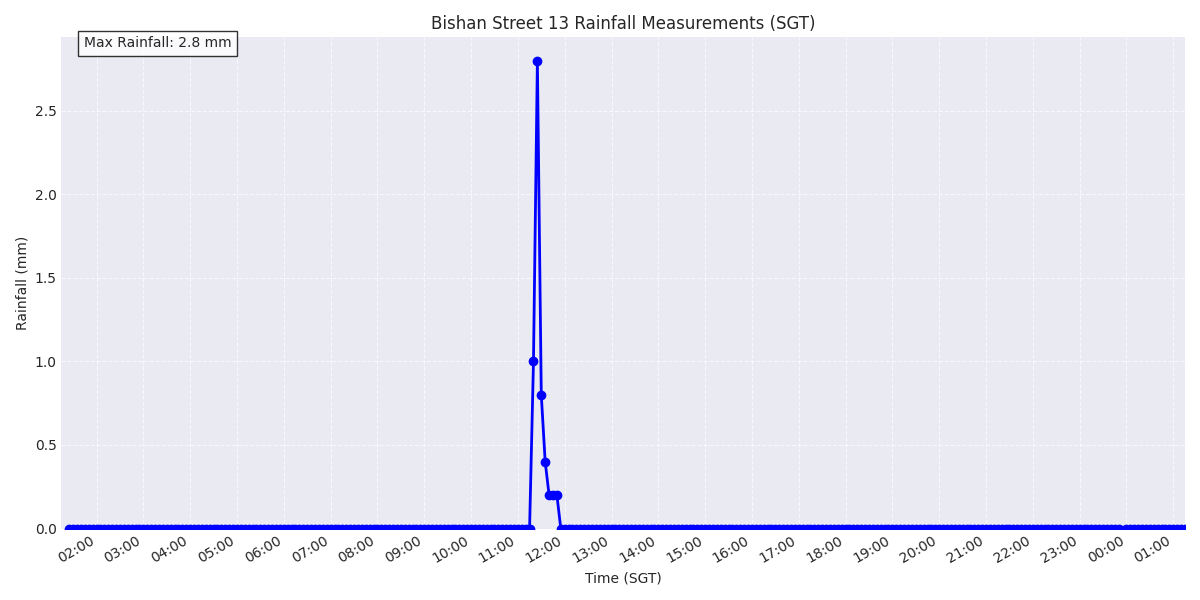 Bishan Street 13 Rainfall Measurements (SGT)
Max Rainfall: 2.8 mm
Rainfall (mm)
2.5
2.0
1.5
1.0
0.5
0.0
02:00 03:00 04:00 05:00 06:00 07:00 08:00 09:00 10:00 11:00 12:00 13:00 14:00 15:00 16:00 17:00 18:00 19:00 20:00 21:00 22:00 23:00 00:00 01:00
Time (SGT)